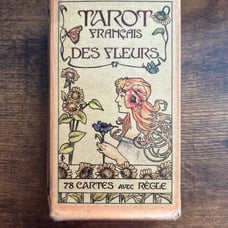 TAROT
FRANÇAIS
DES FLEURS
78 CARTES AVEC RÈGLE